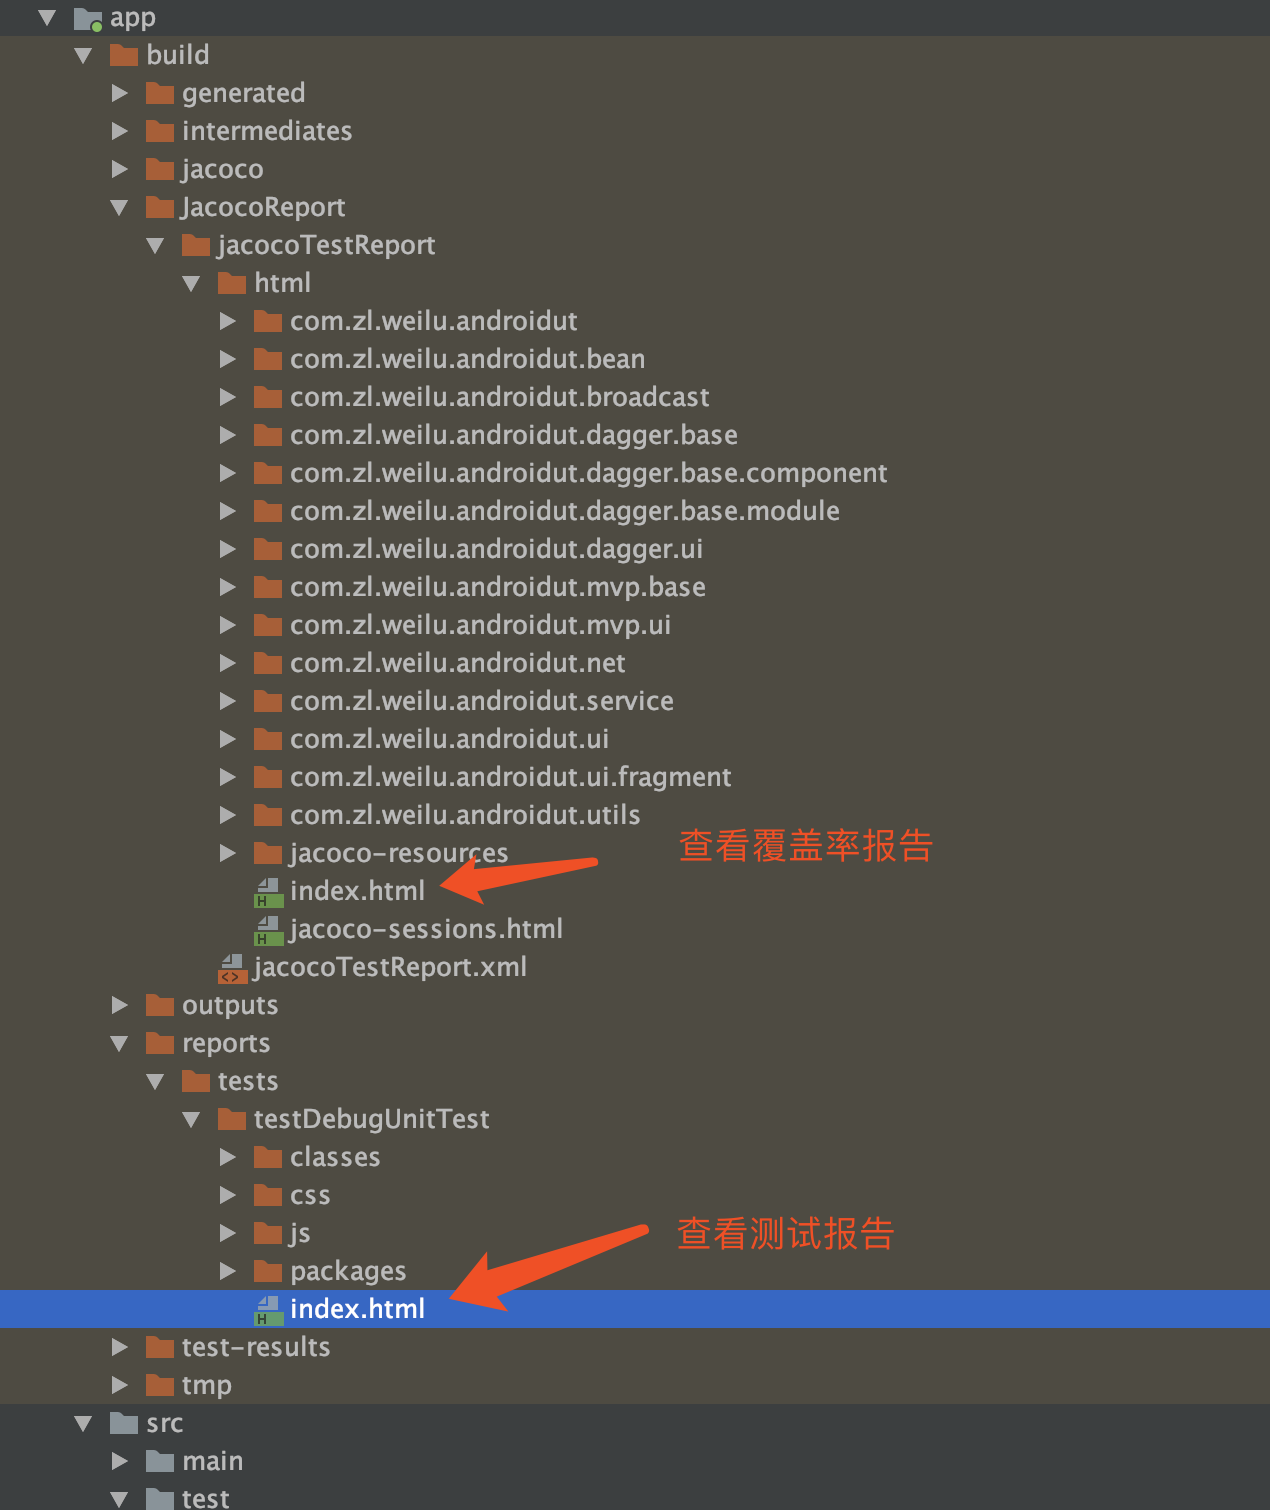 app
build
generated
intermediates
jacoco
JacocoReport
jacocoTestReport
html
com.zl.weilu.androidut
com.zl.weilu.androidut.bean
com.zl.weilu.androidut.broadcast
com.zl.weilu.androidut.dagger.base
com.zl.weilu.androidut.dagger.base.component
com.zl.weilu.androidut.dagger.base.module
com.zl.weilu.androidut.dagger.ui
com.zl.weilu.androidut.mvp.base
com.zl.weilu.androidut.mvp.ui
com.zl.weilu.androidut.net
com.zl.weilu.androidut.service
com.zl.weilu.androidut.ui
com.zl.weilu.androidut.ui.fragment
com.zl.weilu.androidut.utils
jacoco-resources
查看覆盖率报告
index.html
jacoco-sessions.html
jacocoTestReport.xml
outputs
reports
tests
testDebugUnitTest
classes
css
js
查看测试报告
packages
index.html
test-results
tmp
src
main
test